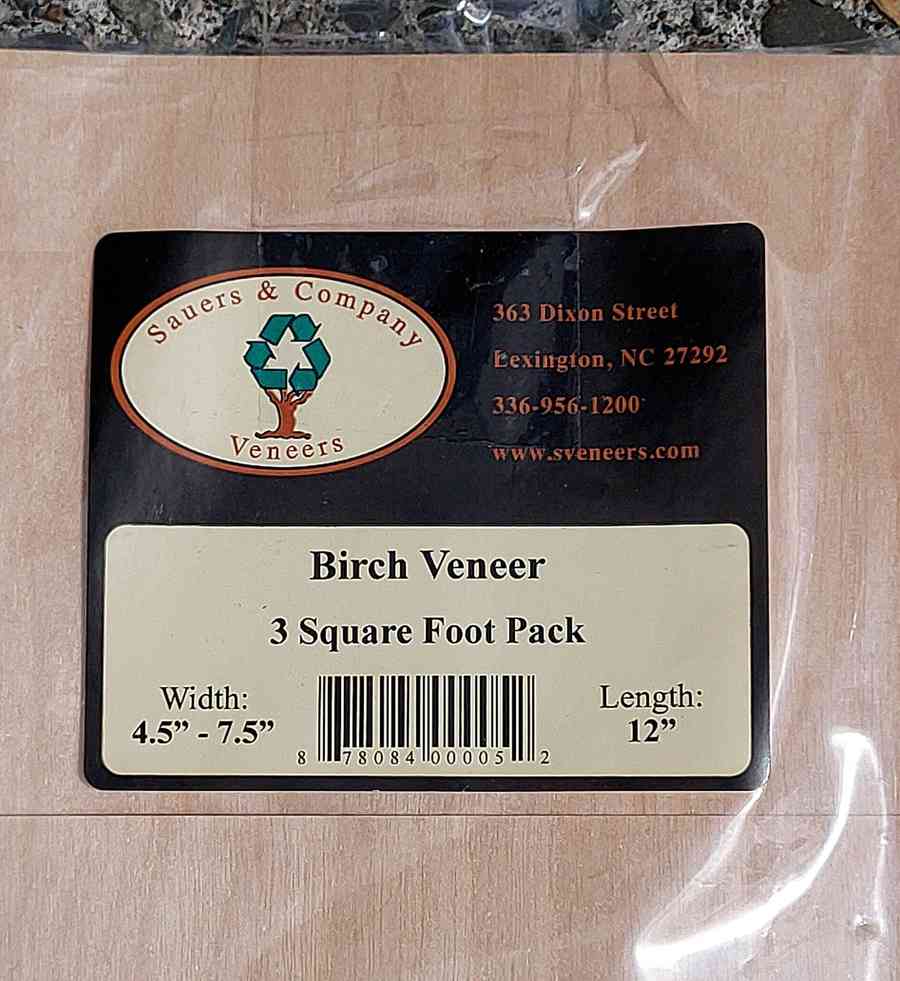 Sauers & Company
Veneers
363 Dixon Street
Lexington, NC 27292
336-956-1200
www.sveneers.com
Birch Veneer
3 Square Foot Pack
Width:
4.5” - 7.5”
8 78084 00005 2
Length:
12”